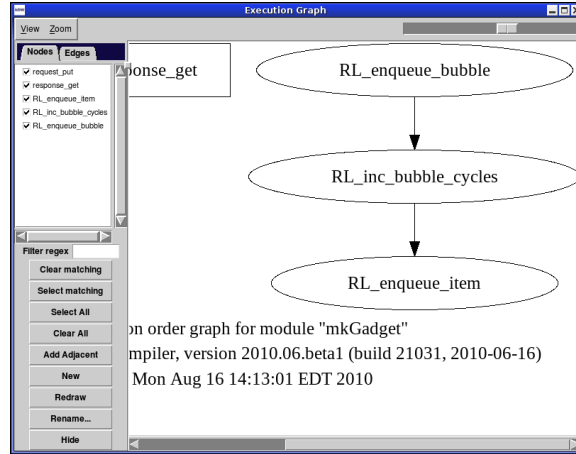 Execution Graph
View Zoom
Nodes Edges
request_put
response_get
RL_enqueue_item
RL_inc_bubble_cycles
RL_enqueue_bubble
Filter regex
Clear matching
Select matching
Select All
Clear All
Add Adjacent
New
Redraw
Rename...
Hide
ponse_get
RL_enqueue_bubble
RL_inc_bubble_cycles
RL_enqueue_item
on order graph for module "mkGadget"
mpiler, version 2010.06.beta1 (build 21031, 2010-06-16)
Mon Aug 16 14:13:01 EDT 2010